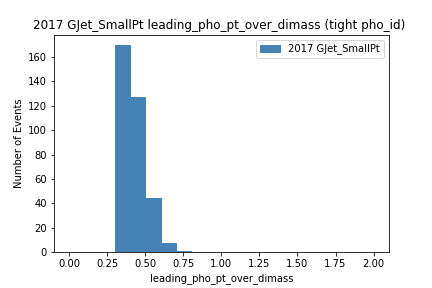 2017 GJet_SmallPt leading_pho_pt_over_dimass (tight pho_id)
2017 GJet_SmallPt
Number of Events
160
140
120
100
80
60
40
20
0
0.00 0.25 0.50 0.75 1.00 1.25 1.50 1.75 2.00
leading_pho_pt_over_dimass